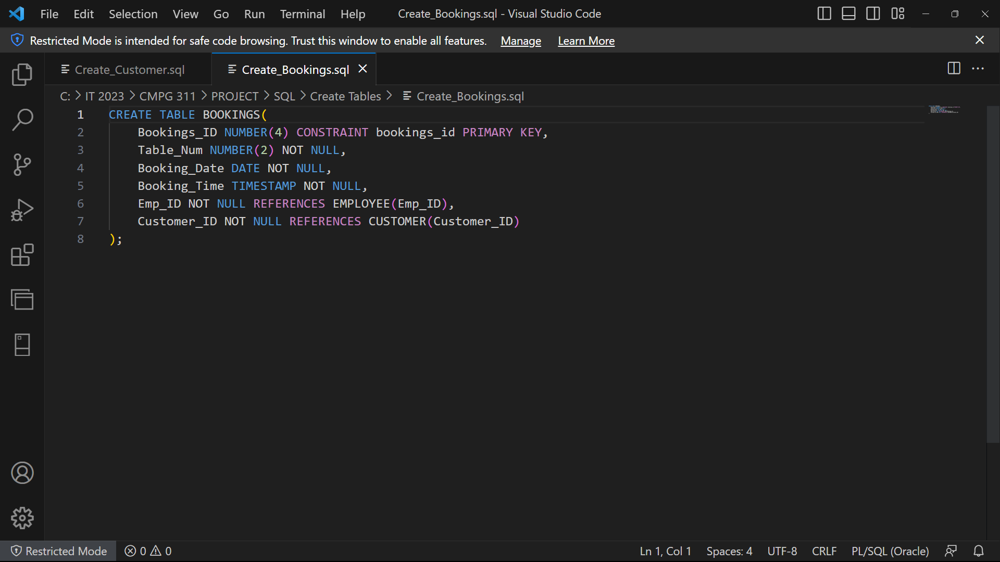 File Edit Selection View Go Run Terminal Help Create_Bookings.sql - Visual Studio Code
Restricted Mode is intended for safe code browsing. Trust this window to enable all features. Manage Learn More
Create_Customer.sql Create_Bookings.sql
C: > IT 2023 > CMPG 311 > PROJECT > SQL > Create Tables > Create_Bookings.sql
1 CREATE TABLE BOOKINGS(
2 Bookings_ID NUMBER(4) CONSTRAINT bookings_id PRIMARY KEY,
3 Table_Num NUMBER(2) NOT NULL,
4 Booking_Date DATE NOT NULL,
5 Booking_Time TIMESTAMP NOT NULL,
6 Emp_ID NOT NULL REFERENCES EMPLOYEE(Emp_ID),
7 Customer_ID NOT NULL REFERENCES CUSTOMER(Customer_ID)
8 );
Restricted Mode 0 0 Ln 1, Col 1 Spaces: 4 UTF-8 CRLF PL/SQL (Oracle)